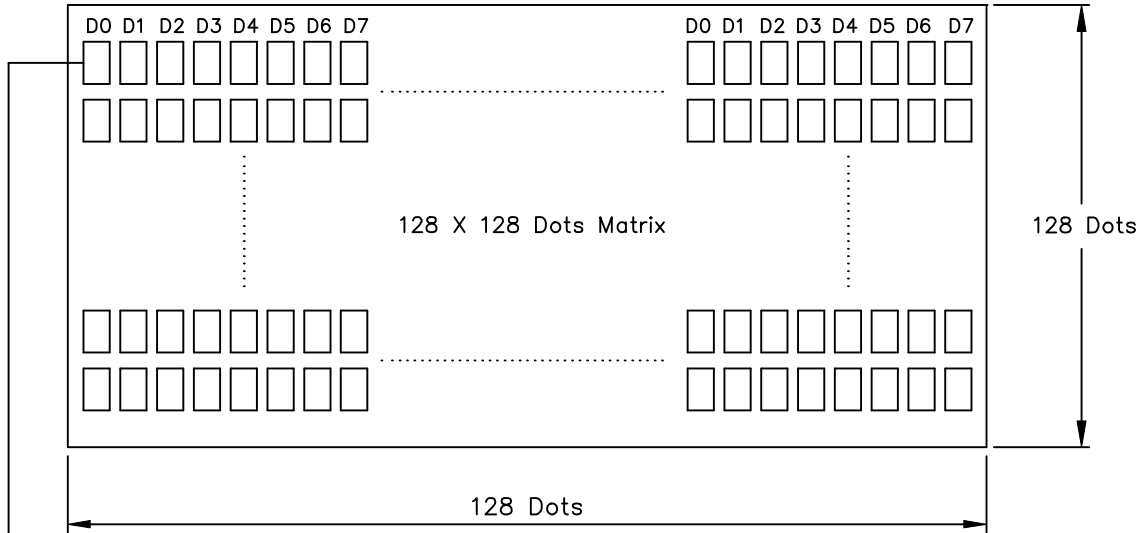 D0 D1 D2 D3 D4 D5 D6 D7 D0 D1 D2 D3 D4 D5 D6 D7
128 X 128 Dots Matrix
128 Dots
128 Dots